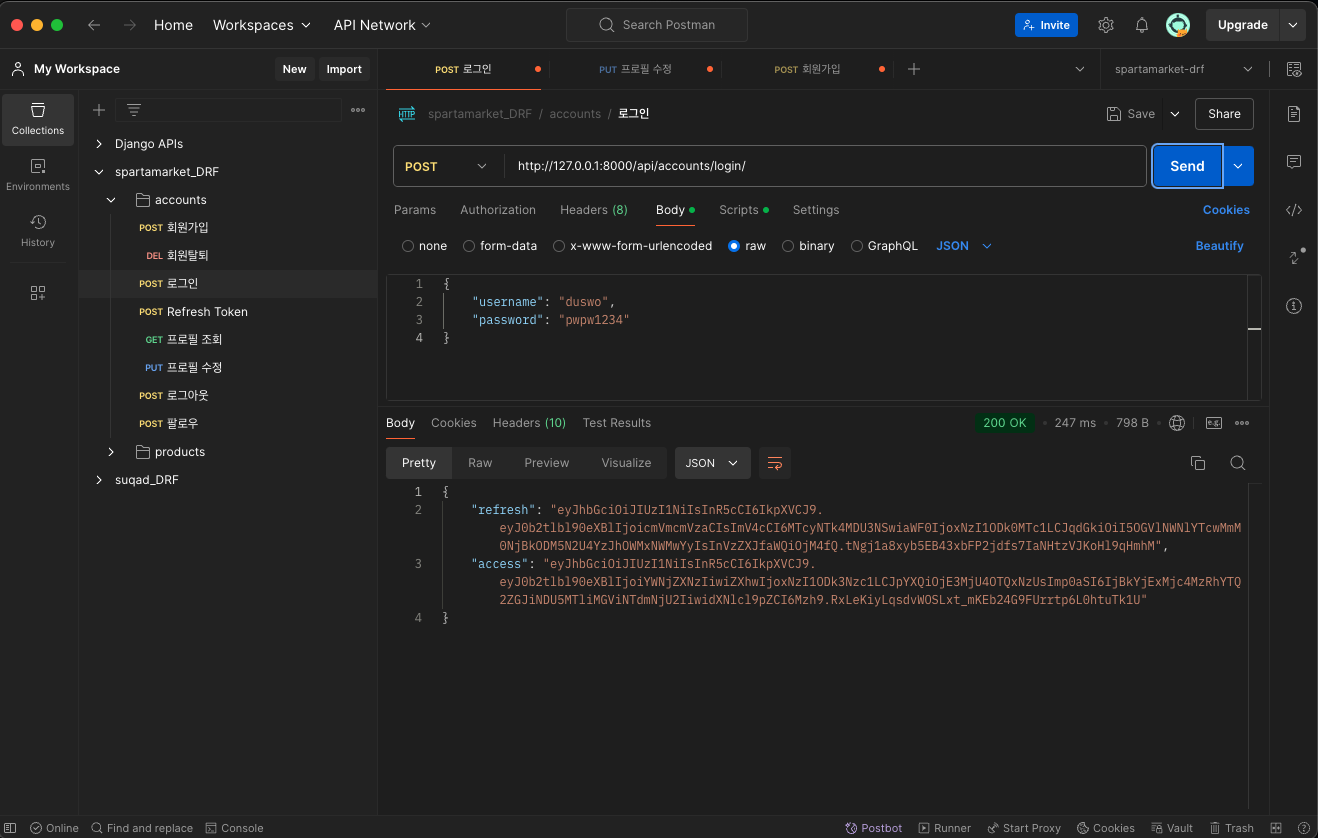 Home Workspaces API Network Search Postman Invite Upgrade
My Workspace New Import POST 로그인 PUT 프로필 수정 POST 회원가입 spartamarket-drf
Collections
Environments
History
Django APIs
spartamarket_DRF
accounts
POST 회원가입
DEL 회원탈퇴
POST 로그인
POST Refresh Token
GET 프로필 조회
PUT 프로필 수정
POST 로그아웃
POST 팔로우
products
suqad_DRF
HTTP spartamarket_DRF / accounts / 로그인 Save Share
POST http://127.0.0.1:8000/api/accounts/login/ Send
Params Authorization Headers (8) Body Scripts Settings Cookies
none form-data x-www-form-urlencoded raw binary GraphQL JSON Beautify
1 {
2 "username": "duswo",
3 "password": "pwpw1234"
4 }
Body Cookies Headers (10) Test Results 200 OK 247 ms 798 B e.g.
Pretty Raw Preview Visualize JSON
1 {
2 "refresh": "eyJhbGciOiJIUzI1NiIsInR5cCI6IkpXVCJ9.
eyJ0b2tlbl90eXBlIjoicmVmcmVzaCIsImV4cCI6MTcyNTk4MDU3NSwiaWF0IjoxNzI1ODk0MTc1LCJqdGkiOiI5OGVlNWNlYTcwMmM
0NjBkODM5N2U4YzJhOWMxNWMwYyIsInVzZXJfaWQiOjM4fQ.tNgj1a8xyb5EB43xbFP2jdfs7IaNHtzVJKoHl9qHmhM",
3 "access": "eyJhbGciOiJIUzI1NiIsInR5cCI6IkpXVCJ9.
eyJ0b2tlbl90eXBlIjoiYWNjZXNzIiwiZXhwIjoxNzI1ODk3Nzc1LCJpYXQiOjE3MjU4OTQxNzUsImp0aSI6IjBkYjExMjc4MzRhYTQ
2ZGJiNDU5MTliMGViNTdmNjU2IiwidXNlcl9pZCI6Mzh9.RxLeKiyLqsdvWOSLxt_mKEb24G9FUrrtp6L0htuTk1U"
4 }
Online Find and replace Console Postbot Runner Start Proxy Cookies Vault Trash